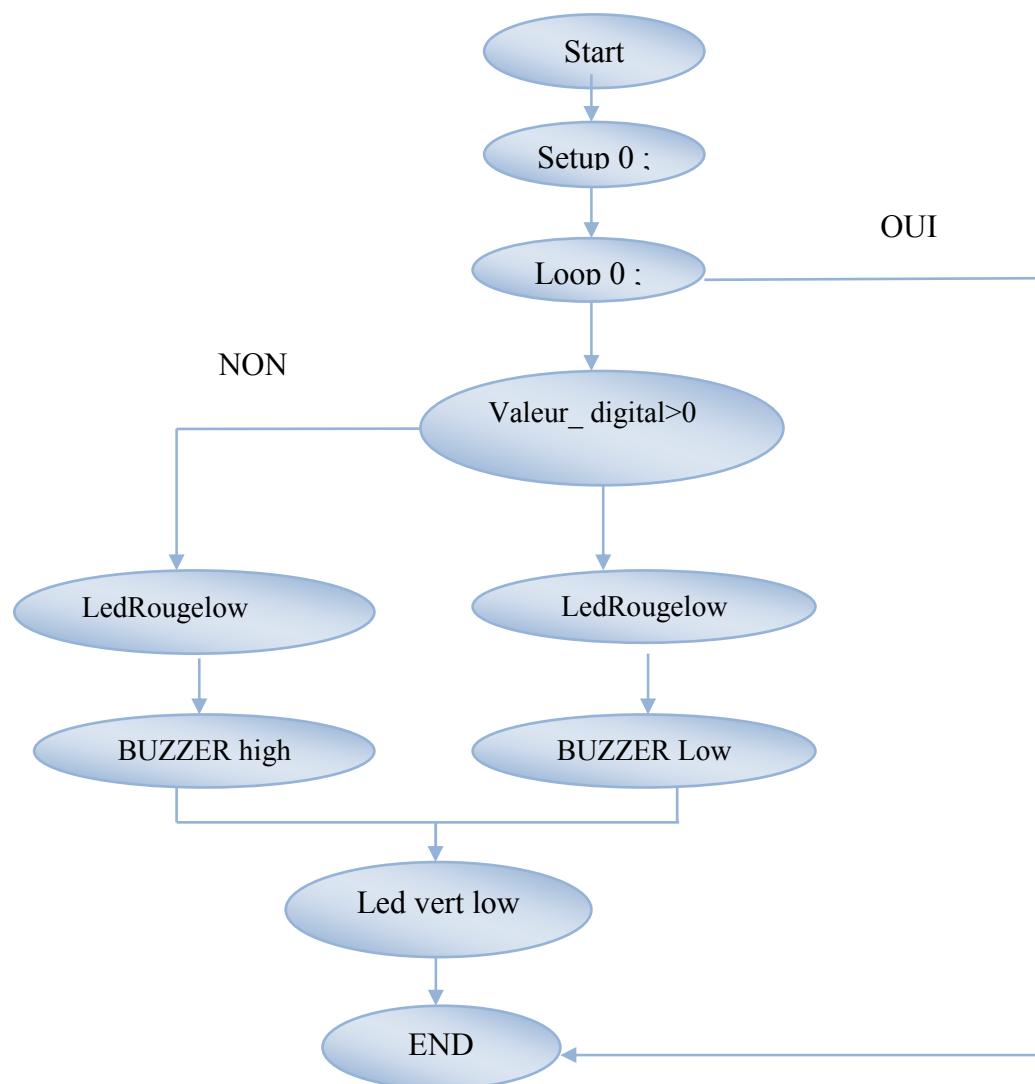 Start
Setup 0 ;
OUI
Loop 0 ;
NON
Valeur_ digital>0
LedRougelow
LedRougelow
BUZZER high
BUZZER Low
Led vert low
END